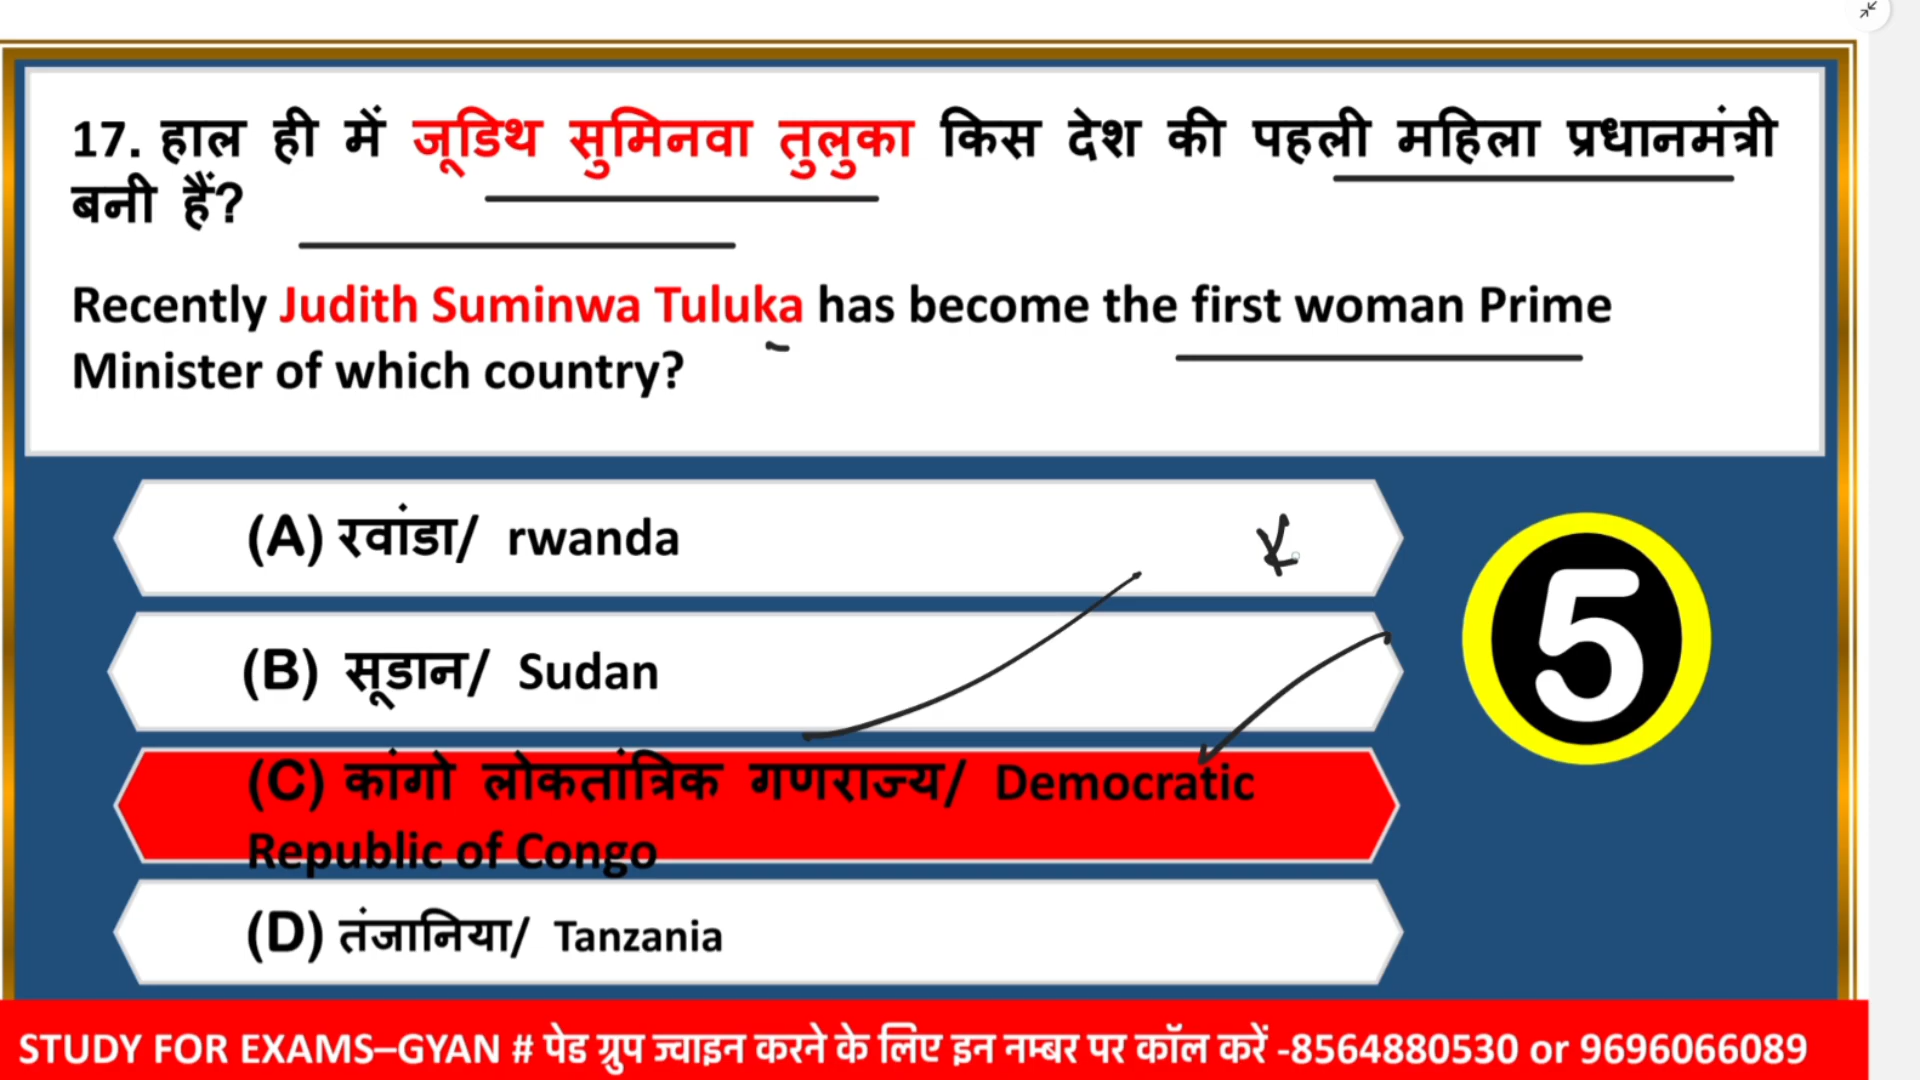 17. हाल ही में जूडिथ सुमिनवा तुलुका किस देश की पहली महिला प्रधानमंत्री
बनी हैं?
Recently Judith Suminwa Tuluka has become the first woman Prime
Minister of which country?
(A) रवांडा/ rwanda
(B) सूडान/ Sudan
(C) कांगो लोकतांत्रिक गणराज्य/ Democratic
Republic of Congo
(D) तंजानिया/ Tanzania
5
STUDY FOR EXAMS–GYAN # पेड ग्रुप ज्वाइन करने के लिए इन नम्बर पर कॉल करें -8564880530 or 9696066089